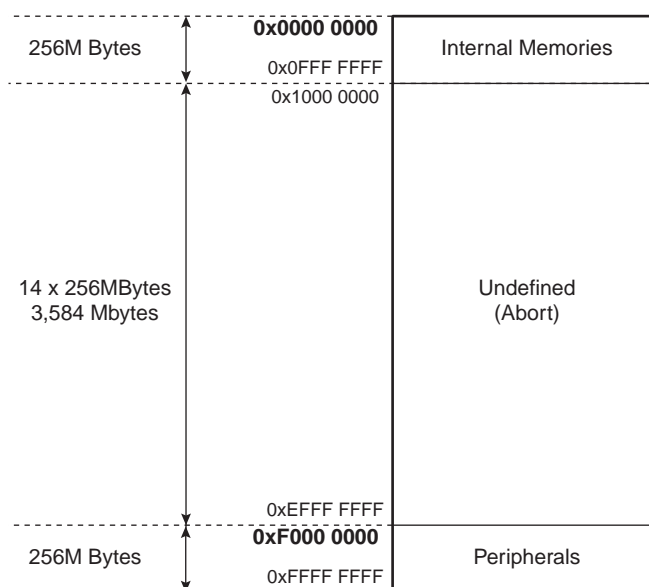 0x0000 0000
256M Bytes
Internal Memories
0x0FFF FFFF
0x1000 0000
14 x 256MBytes
3,584 Mbytes
Undefined
(Abort)
0xEFFF FFFF
0xF000 0000
256M Bytes
Peripherals
0xFFFF FFFF